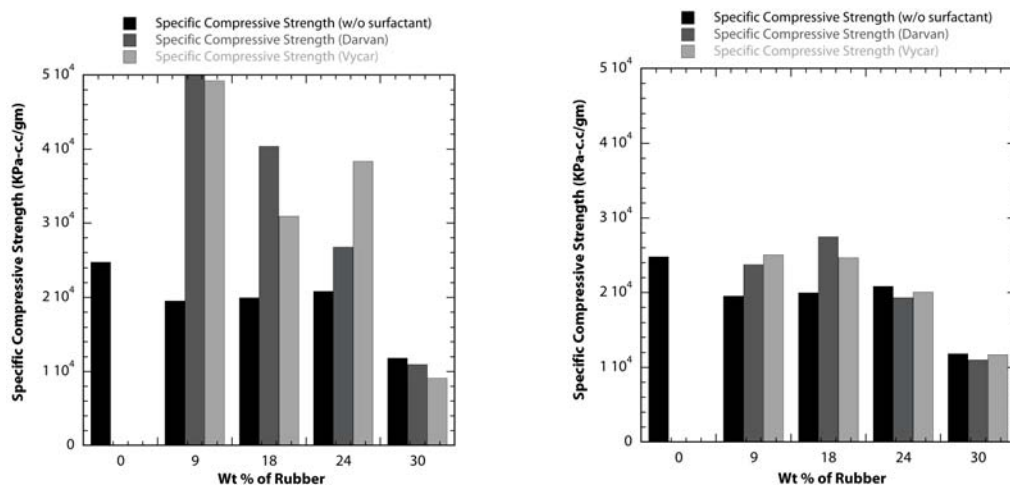 Specific Compressive Strength (w/o surfactant)
Specific Compressive Strength (Darvan)
Specific Compressive Strength (Vycar)
5 10⁴
4 10⁴
3 10⁴
2 10⁴
1 10⁴
0
Specific Compressive Strength (KPa-c.c/gm)
0 9 18 24 30
Wt % of Rubber
Specific Compressive Strength (w/o surfactant)
Specific Compressive Strength (Darvan)
Specific Compressive Strength (Vycar)
5 10⁴
4 10⁴
3 10⁴
2 10⁴
1 10⁴
0
Specific Compressive Strength (KPa-c.c/gm)
0 9 18 24 30
Wt % of Rubber